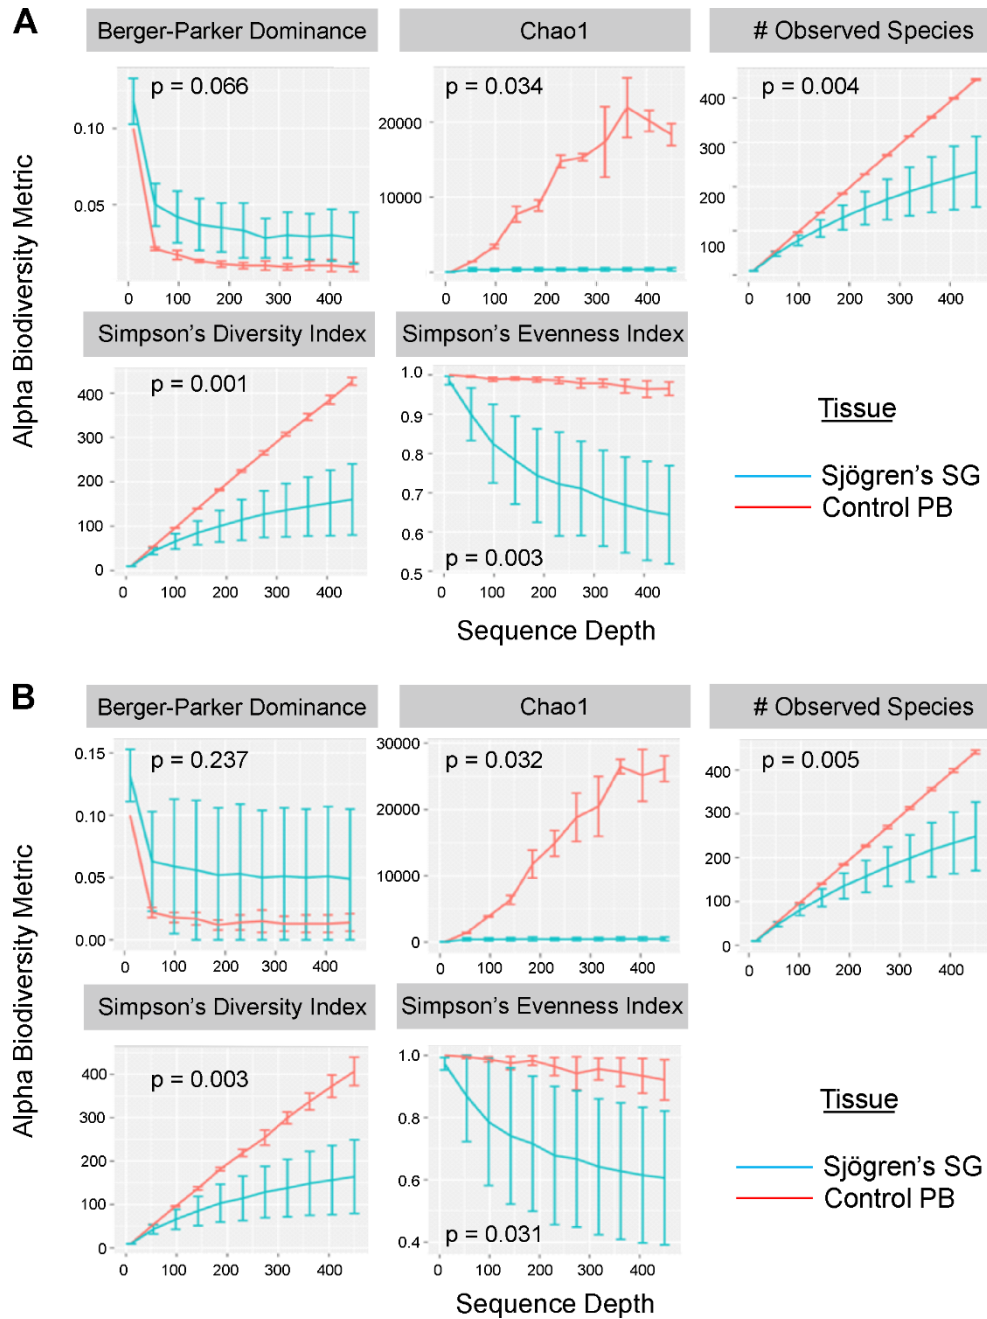 A
Berger-Parker Dominance
Chao1
# Observed Species
p = 0.066
p = 0.034
p = 0.004
0.10
0.05
20000
10000
0
400
300
200
100
0
0 100 200 300 400
0 100 200 300 400
0 100 200 300 400
Alpha Biodiversity Metric
Simpson's Diversity Index
Simpson's Evenness Index
p = 0.001
p = 0.003
400
300
200
100
0
1.0
0.9
0.8
0.7
0.6
0.5
0 100 200 300 400
0 100 200 300 400
Tissue
Sjögren's SG
Control PB
Sequence Depth
B
Berger-Parker Dominance
Chao1
# Observed Species
p = 0.237
p = 0.032
p = 0.005
0.15
0.10
0.05
0.00
30000
20000
10000
0
400
300
200
100
0
0 100 200 300 400
0 100 200 300 400
0 100 200 300 400
Alpha Biodiversity Metric
Simpson's Diversity Index
Simpson's Evenness Index
p = 0.003
p = 0.031
400
300
200
100
0
1.0
0.8
0.6
0.4
0 100 200 300 400
0 100 200 300 400
Tissue
Sjögren's SG
Control PB
Sequence Depth